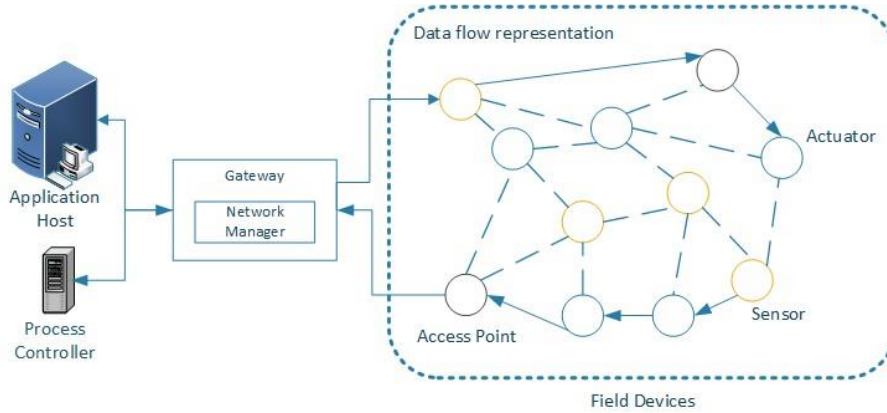 Data flow representation
Actuator
Gateway
Application
Host
Network
Manager
Process
Controller
Access Point
Sensor
Field Devices